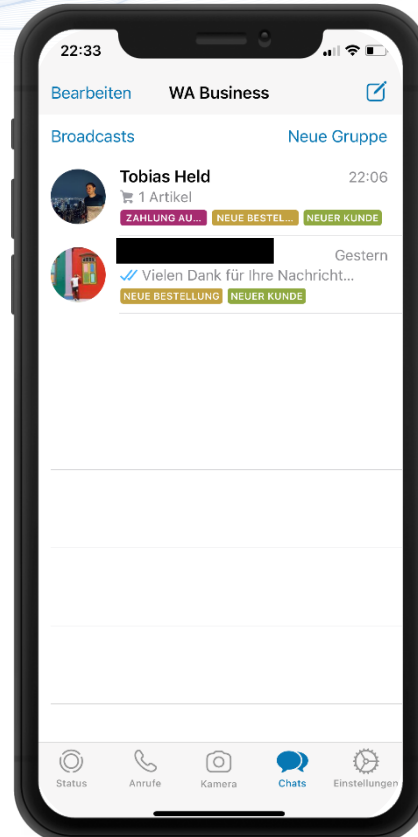 22:33
Bearbeiten WA Business
Broadcasts Neue Gruppe
Tobias Held 22:06
1 Artikel
ZAHLUNG AU... NEUE BESTEL... NEUER KUNDE
Gestern
Vielen Dank für Ihre Nachricht...
NEUE BESTELLUNG NEUER KUNDE
Status Anrufe Kamera Chats Einstellungen